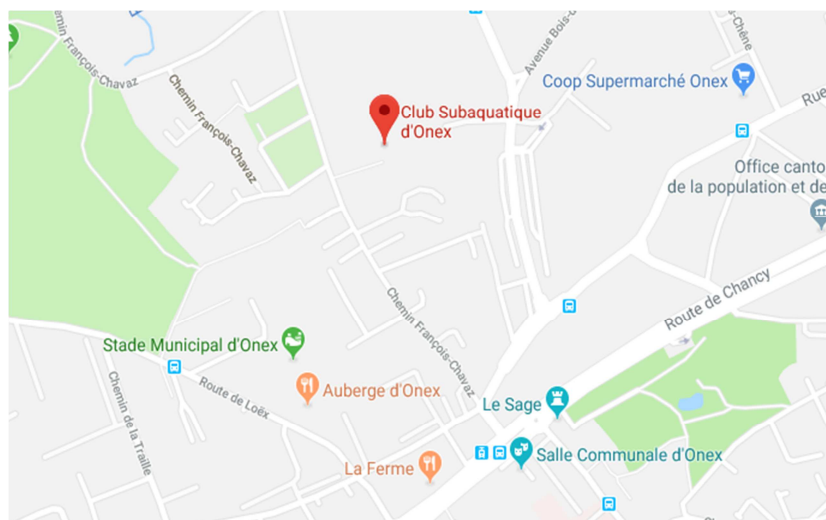 emin François-Chavaz
Chemin François-Chavaz
Avenue Bois-d
s-Chêne
Coop Supermarché Onex
Rue
Club Subaquatique
d'Onex
Office canto
de la population et de
Route de Chancy
Chemin François-Chavaz
Stade Municipal d'Onex
Auberge d'Onex
Route de Loëx
Chemin de la Traille
Le Sage
La Ferme
Salle Communale d'Onex